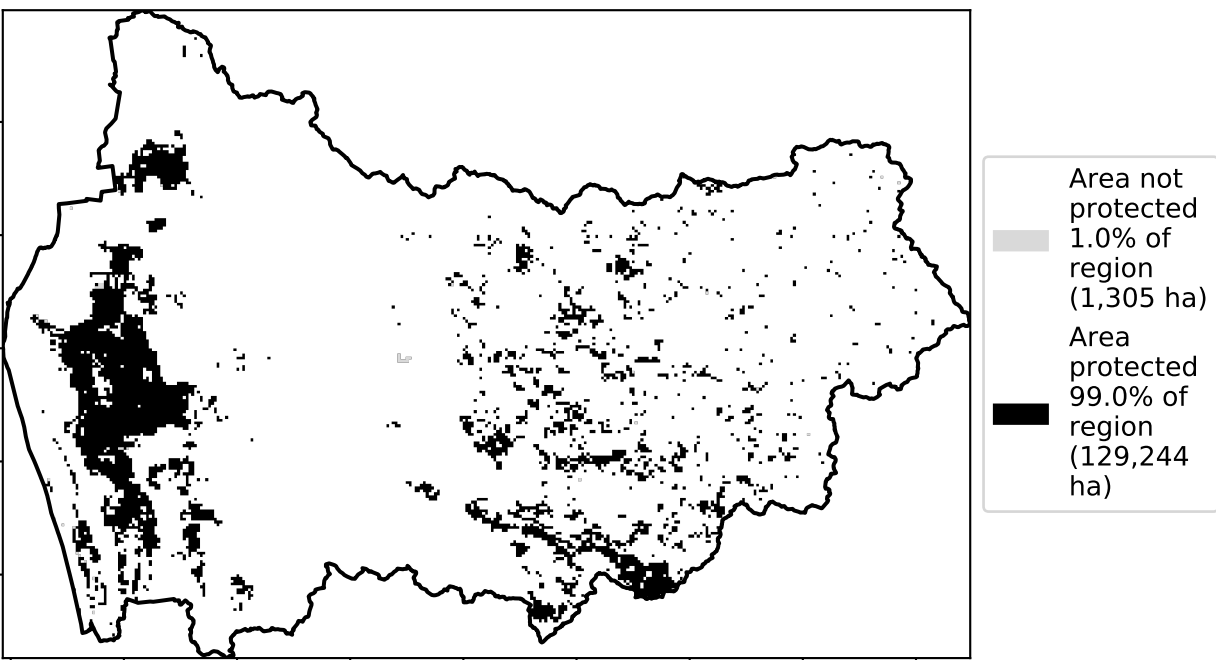 Area not
protected
1.0% of
region
(1,305 ha)
Area
protected
99.0% of
region
(129,244
ha)